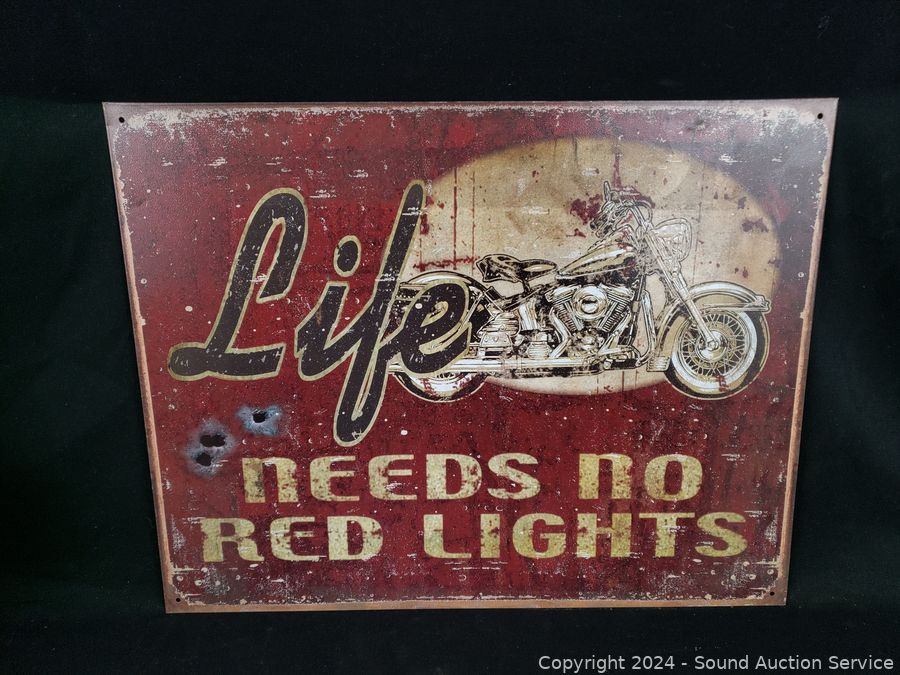 Life
NEEDS NO
RED LIGHTS
Copyright 2024 - Sound Auction Service